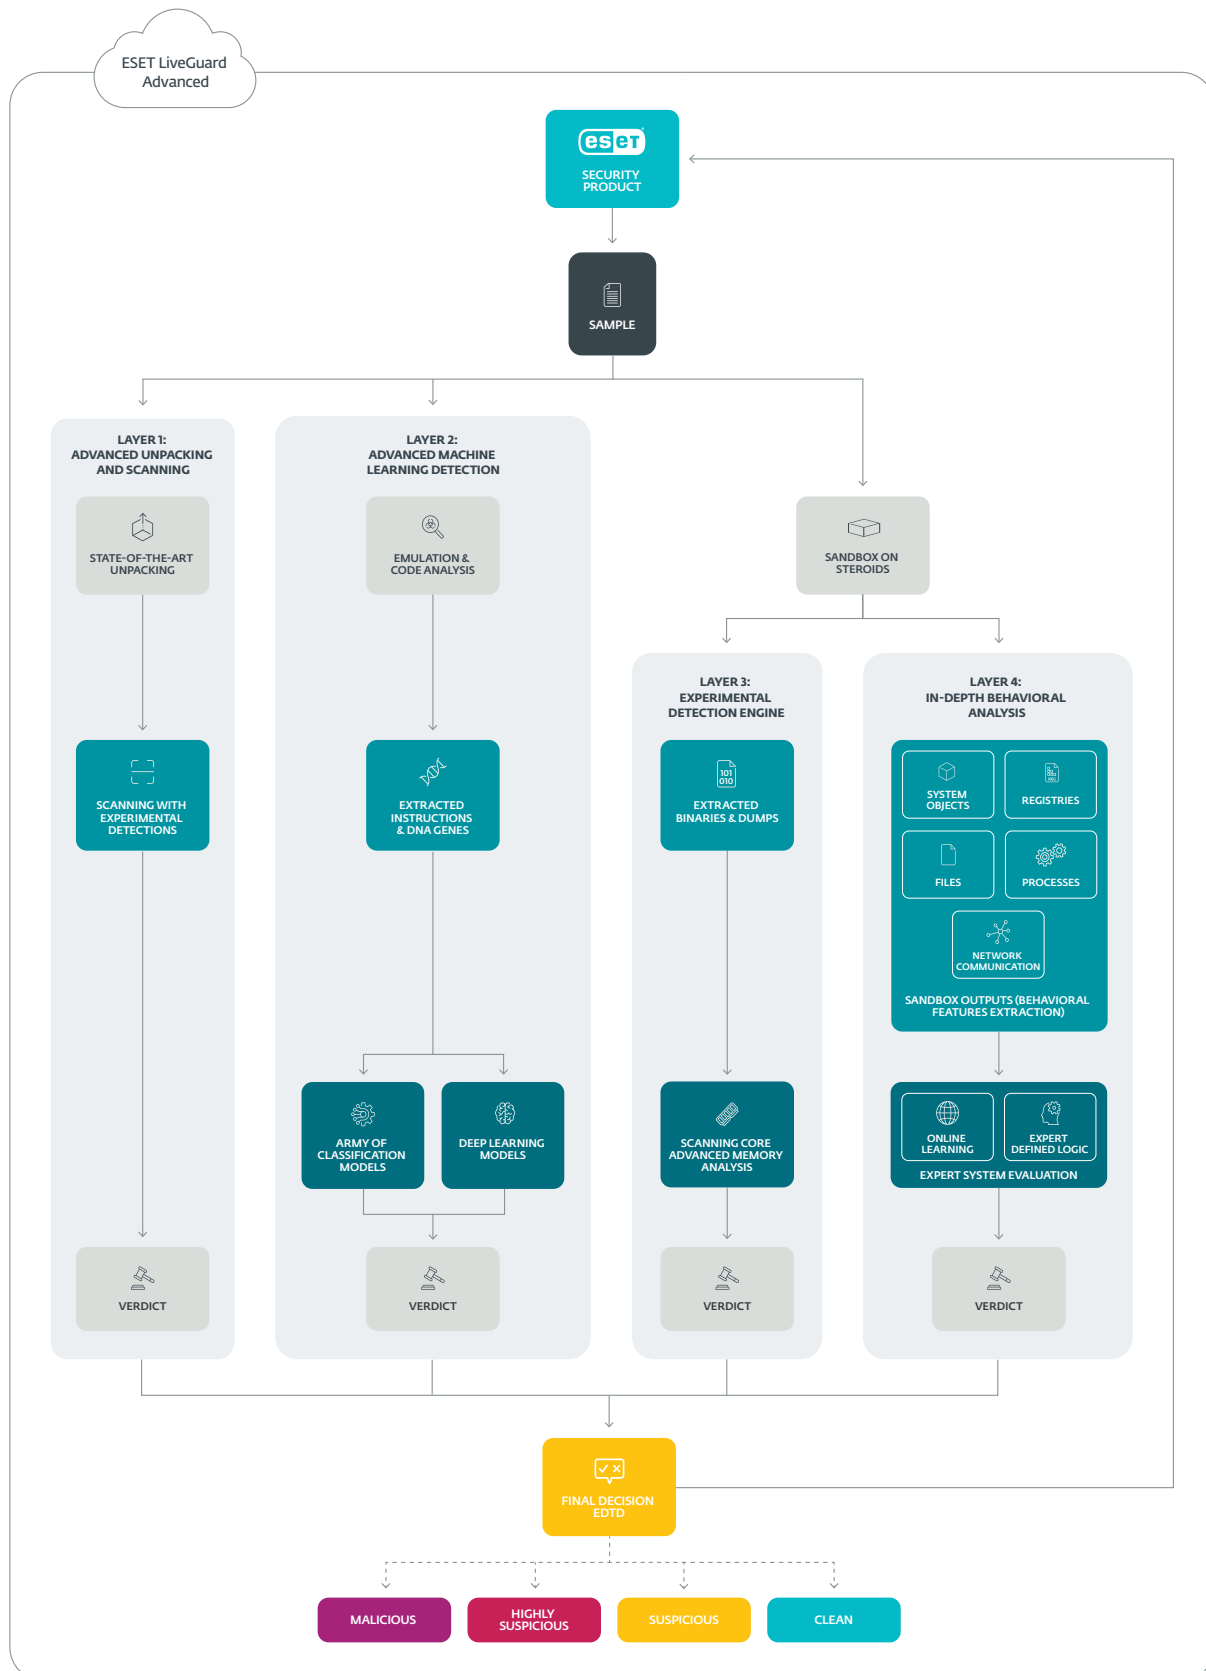 ESET LiveGuard
Advanced
eset
SECURITY
PRODUCT
SAMPLE
LAYER 1:
ADVANCED UNPACKING
AND SCANNING
STATE-OF-THE-ART
UNPACKING
SCANNING WITH
EXPERIMENTAL
DETECTIONS
VERDICT
LAYER 2:
ADVANCED MACHINE
LEARNING DETECTION
EMULATION &
CODE ANALYSIS
EXTRACTED
INSTRUCTIONS
& DNA GENES
ARMY OF
CLASSIFICATION
MODELS
DEEP LEARNING
MODELS
VERDICT
SANDBOX ON
STEROIDS
LAYER 3:
EXPERIMENTAL
DETECTION ENGINE
101
010
EXTRACTED
BINARIES & DUMPS
SCANNING CORE
ADVANCED MEMORY
ANALYSIS
VERDICT
LAYER 4:
IN-DEPTH BEHAVIORAL
ANALYSIS
SYSTEM
OBJECTS
REGISTRIES
FILES
PROCESSES
NETWORK
COMMUNICATION
SANDBOX OUTPUTS (BEHAVIORAL
FEATURES EXTRACTION)
ONLINE
LEARNING
EXPERT
DEFINED LOGIC
EXPERT SYSTEM EVALUATION
VERDICT
FINAL DECISION
EDTD
MALICIOUS
HIGHLY
SUSPICIOUS
SUSPICIOUS
CLEAN